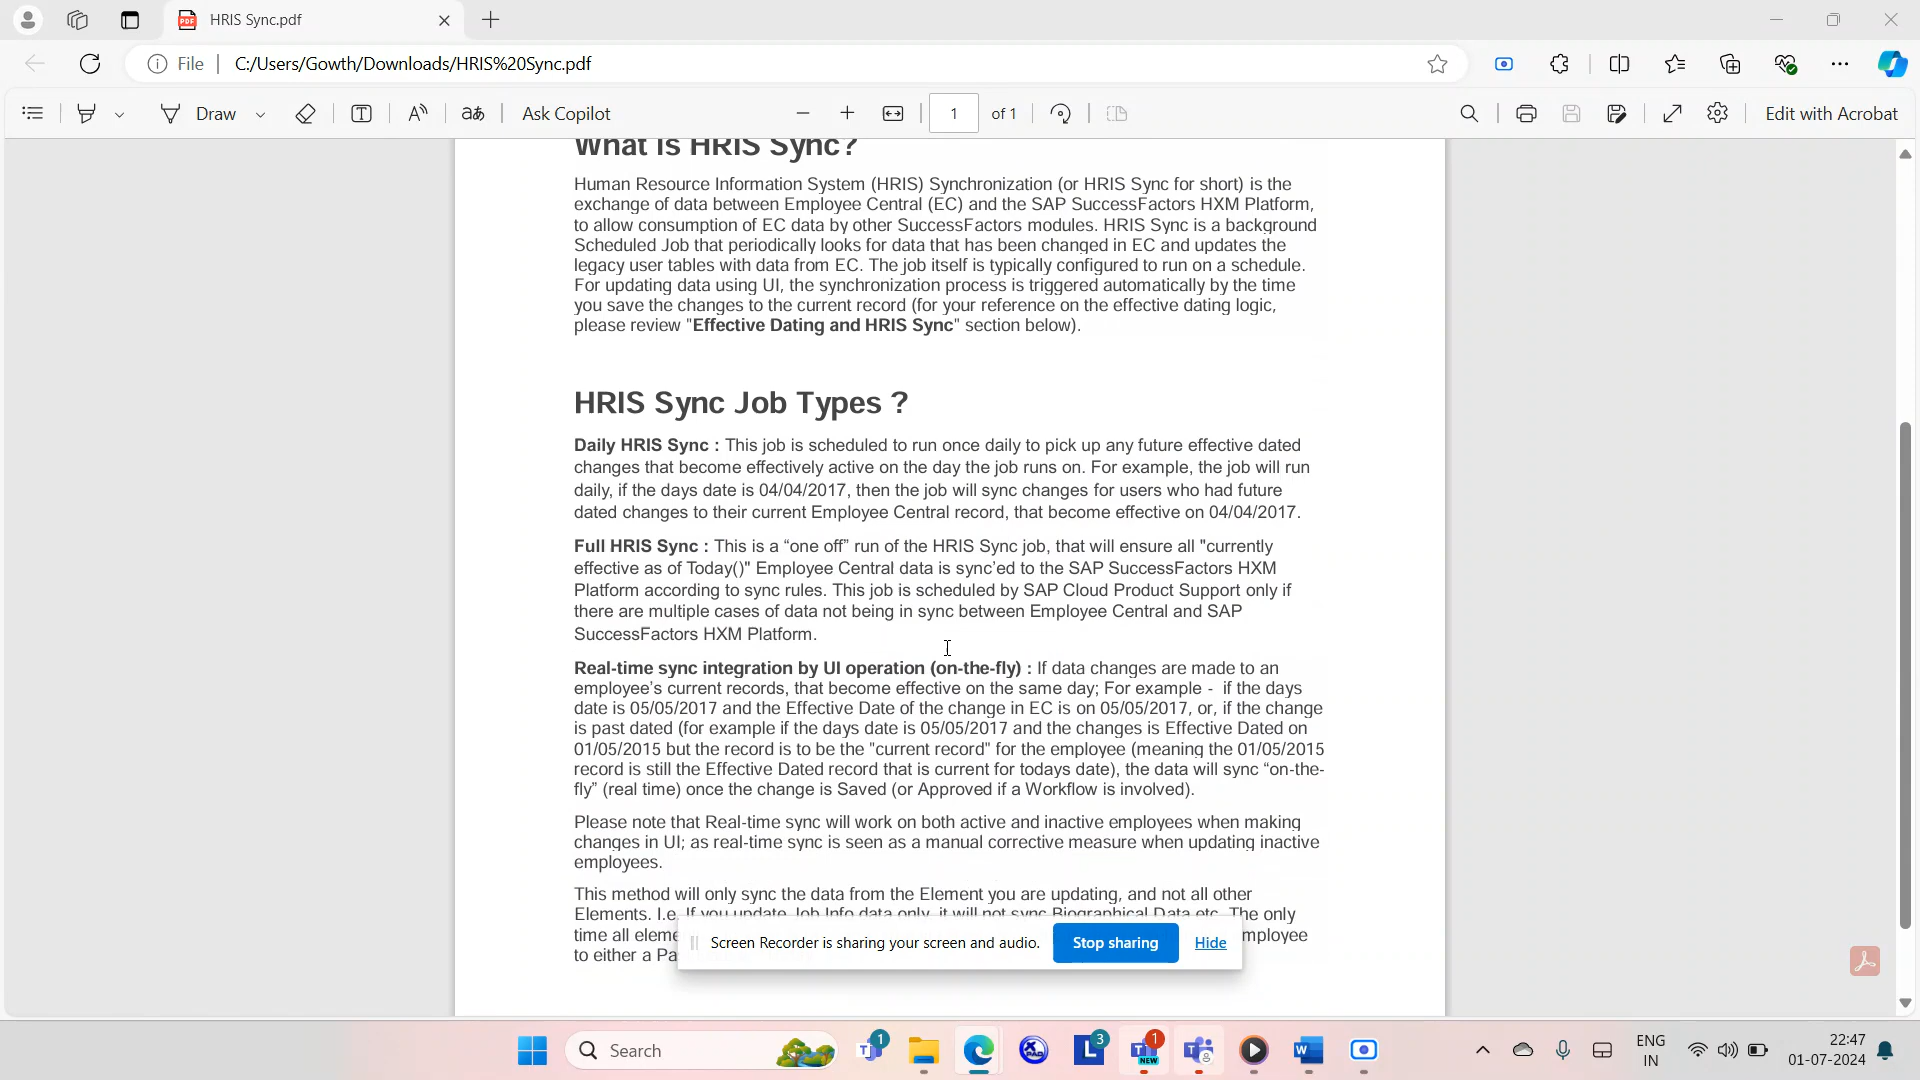 HRIS Sync.pdf
File
C:/Users/Gowth/Downloads/HRIS%20Sync.pdf
Draw
Ask Copilot
1 of 1
Edit with Acrobat
What is HRIS Sync?
Human Resource Information System (HRIS) Synchronization (or HRIS Sync for short) is the
exchange of data between Employee Central (EC) and the SAP SuccessFactors HXM Platform,
to allow consumption of EC data by other SuccessFactors modules. HRIS Sync is a background
Scheduled Job that periodically looks for data that has been changed in EC and updates the
legacy user tables with data from EC. The job itself is typically configured to run on a schedule.
For updating data using UI, the synchronization process is triggered automatically by the time
you save the changes to the current record (for your reference on the effective dating logic,
please review "Effective Dating and HRIS Sync" section below).
HRIS Sync Job Types ?
Daily HRIS Sync : This job is scheduled to run once daily to pick up any future effective dated
changes that become effectively active on the day the job runs on. For example, the job will run
daily, if the days date is 04/04/2017, then the job will sync changes for users who had future
dated changes to their current Employee Central record, that become effective on 04/04/2017.
Full HRIS Sync : This is a “one off” run of the HRIS Sync job, that will ensure all "currently
effective as of Today()" Employee Central data is sync’ed to the SAP SuccessFactors HXM
Platform according to sync rules. This job is scheduled by SAP Cloud Product Support only if
there are multiple cases of data not being in sync between Employee Central and SAP
SuccessFactors HXM Platform.
Real-time sync integration by UI operation (on-the-fly) : If data changes are made to an
employee’s current records, that become effective on the same day; For example - if the days
date is 05/05/2017 and the Effective Date of the change in EC is on 05/05/2017, or, if the change
is past dated (for example if the days date is 05/05/2017 and the changes is Effective Dated on
01/05/2015 but the record is to be the "current record" for the employee (meaning the 01/05/2015
record is still the Effective Dated record that is current for todays date), the data will sync “on-the-
fly” (real time) once the change is Saved (or Approved if a Workflow is involved).
Please note that Real-time sync will work on both active and inactive employees when making
changes in UI; as real-time sync is seen as a manual corrective measure when updating inactive
employees.
This method will only sync the data from the Element you are updating, and not all other
Elements. I.e. If you update Job Info data only, it will not sync Biographical Data etc. The only
time all eleme mployee
to either a Pa
Screen Recorder is sharing your screen and audio.
Stop sharing
Hide
Search
1
3
1
NEW
ENG
IN
22:47
01-07-2024